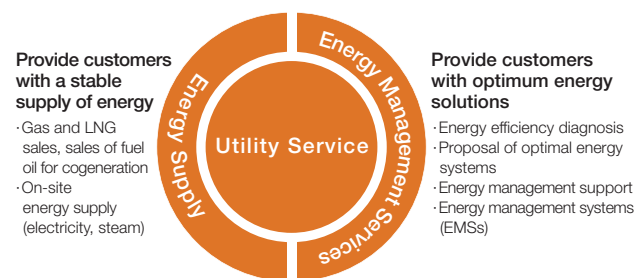 Provide customers
with a stable
supply of energy
·Gas and LNG
sales, sales of fuel
oil for cogeneration
·On-site
energy supply
(electricity, steam)
Energy Supply
Utility Service
Energy Management Services
Provide customers
with optimum energy
solutions
·Energy efficiency diagnosis
·Proposal of optimal energy
systems
·Energy management support
·Energy management systems
(EMSs)